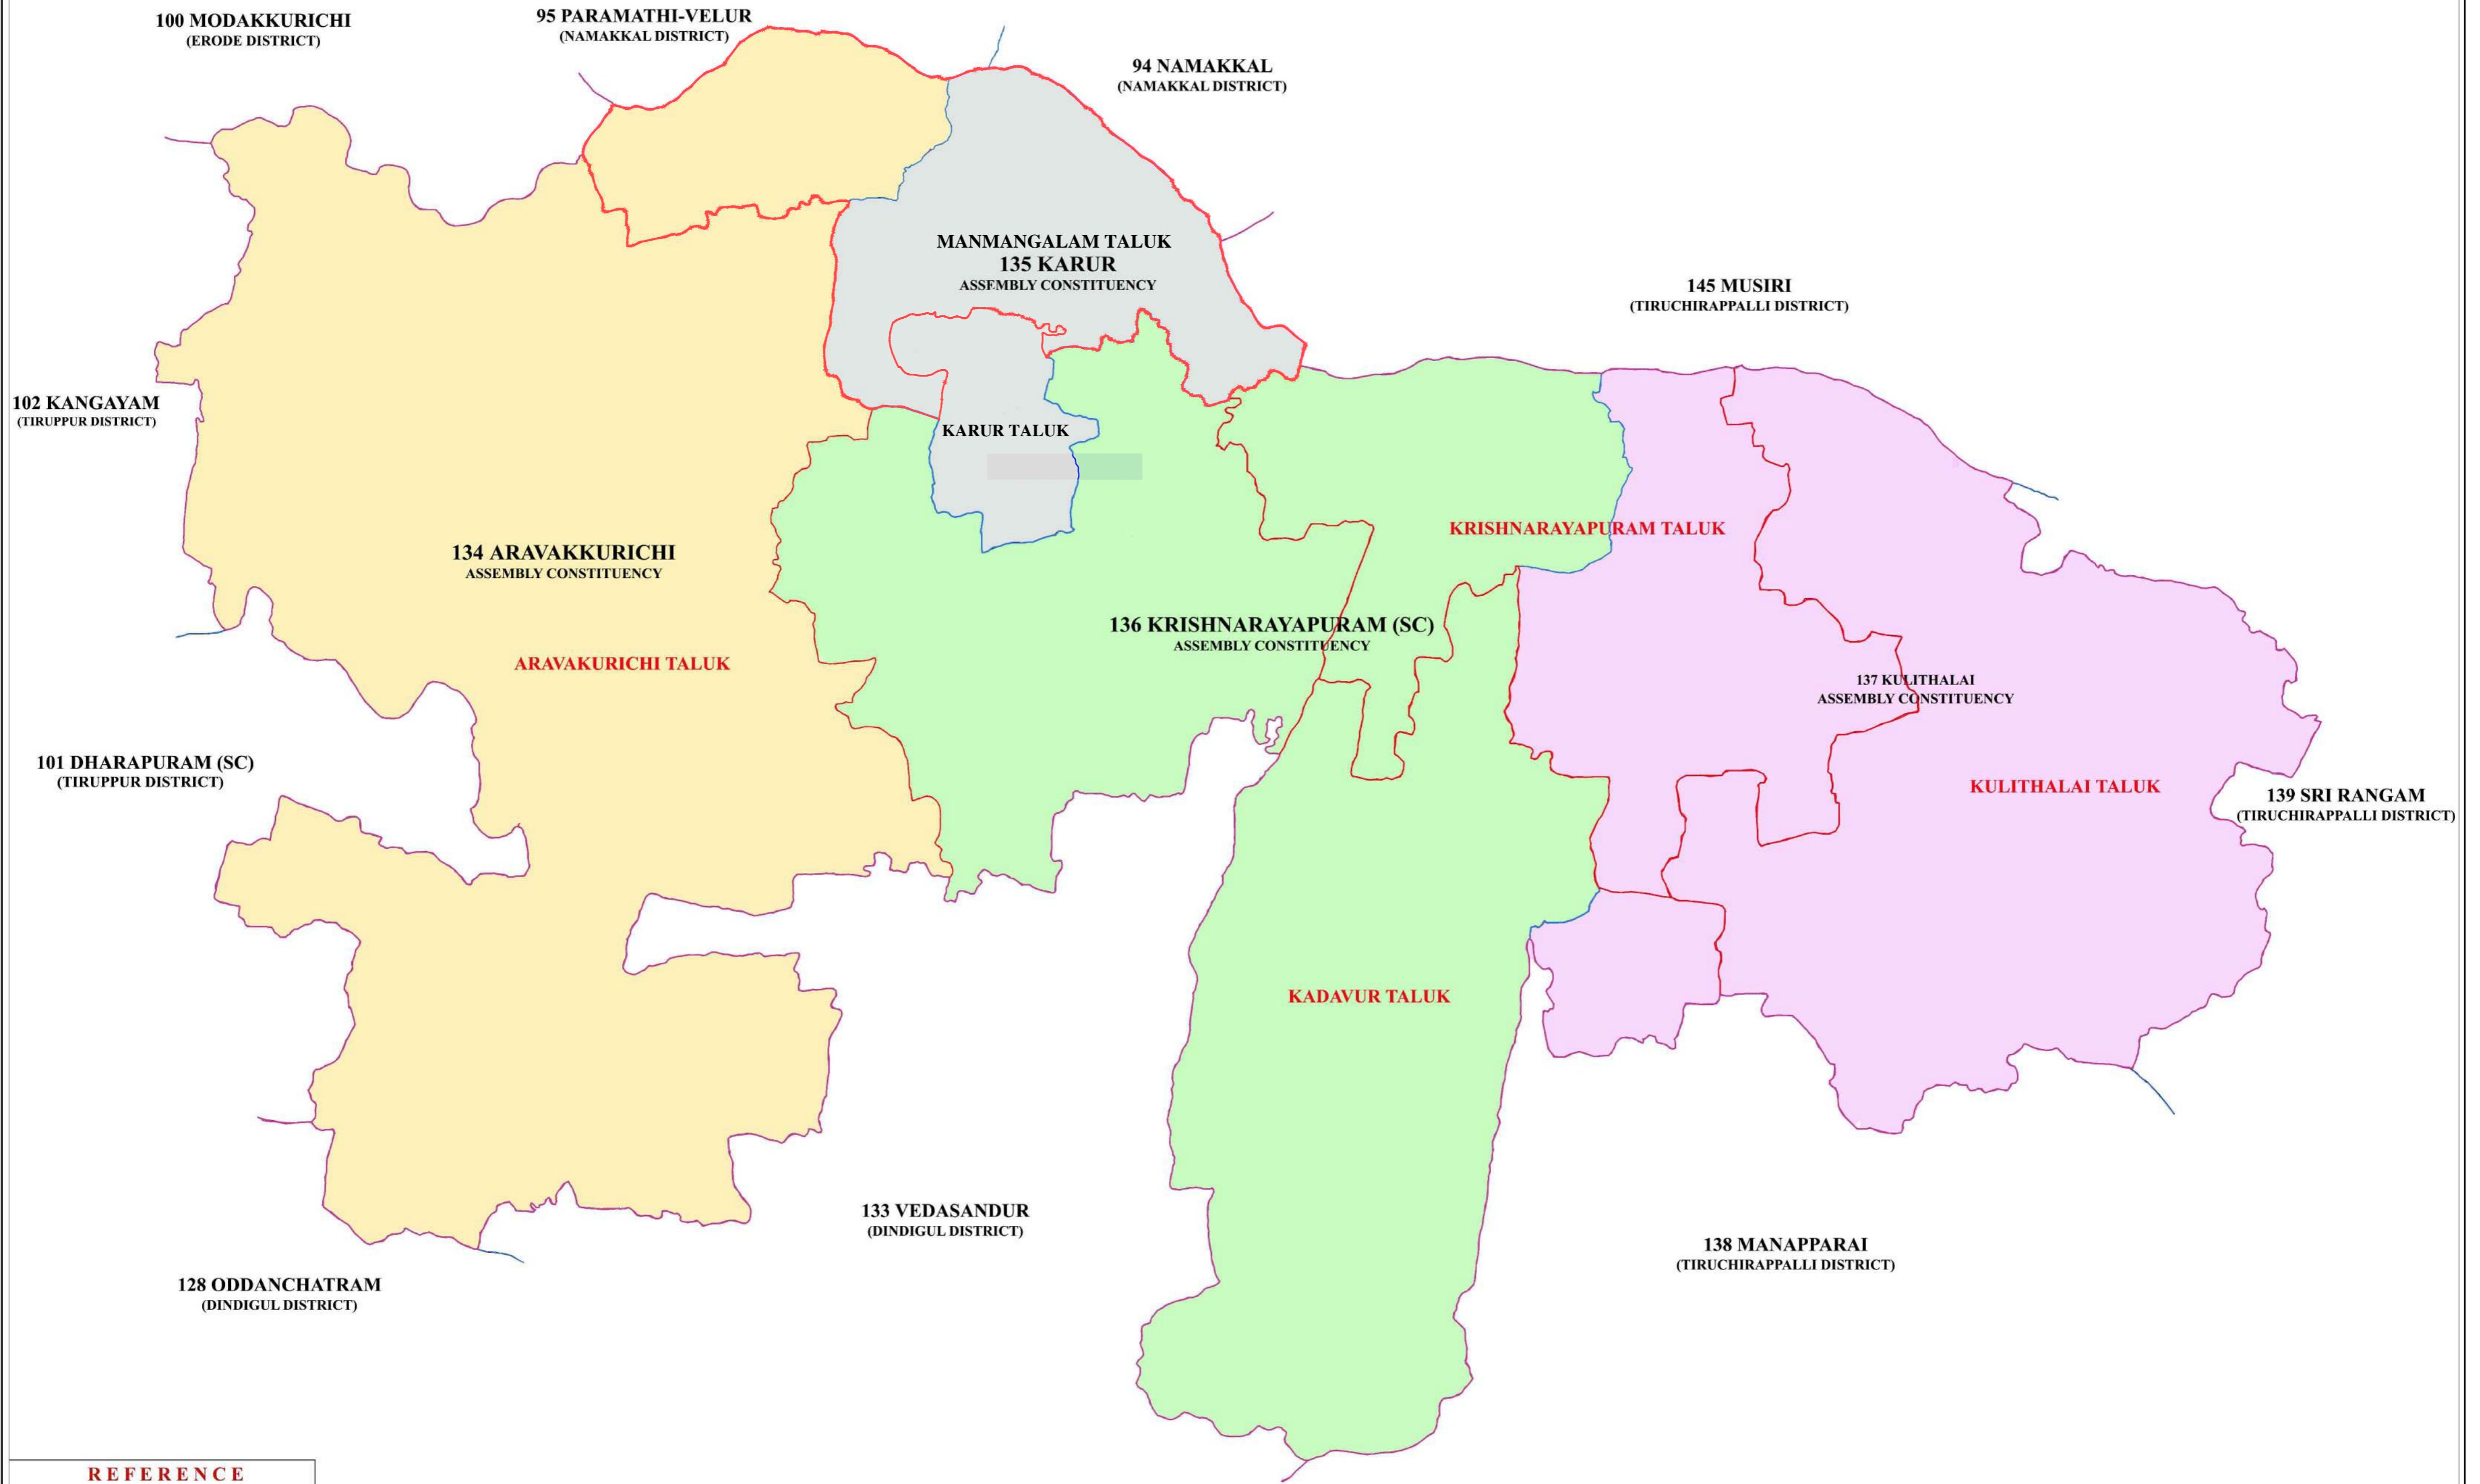 100 MODAKKURICHI
(ERODE DISTRICT)
95 PARAMATHI-VELUR
(NAMAKKAL DISTRICT)
94 NAMAKKAL
(NAMAKKAL DISTRICT)
MANMANGALAM TALUK
135 KARUR
ASSEMBLY CONSTITUENCY
145 MUSIRI
(TIRUCHIRAPPALLI DISTRICT)
102 KANGAYAM
(TIRUPPUR DISTRICT)
KARUR TALUK
134 ARAVAKKURICHI
ASSEMBLY CONSTITUENCY
KRISHNARAYAPURAM TALUK
136 KRISHNARAYAPURAM (SC)
ASSEMBLY CONSTITUENCY
ARAVAKURICHI TALUK
137 KULITHALAI
ASSEMBLY CONSTITUENCY
101 DHARAPURAM (SC)
(TIRUPPUR DISTRICT)
KULITHALAI TALUK
139 SRI RANGAM
(TIRUCHIRAPPALLI DISTRICT)
KADAVUR TALUK
133 VEDASANDUR
(DINDIGUL DISTRICT)
138 MANAPPARAI
(TIRUCHIRAPPALLI DISTRICT)
128 ODDANCHATRAM
(DINDIGUL DISTRICT)
REFERENCE